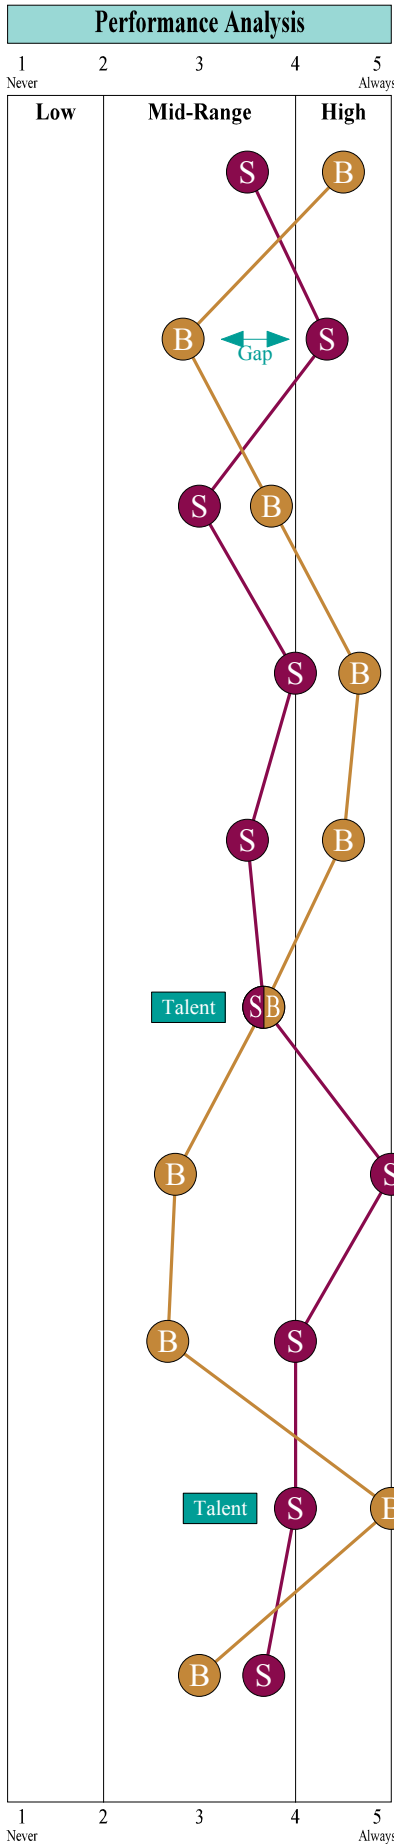 Performance Analysis
1 2 3 4 5
Never Always
Low Mid-Range High
S B
B S
Gap
S B
S B
S B
Talent S B
B S
B S
Talent S B
B S
1 2 3 4 5
Never Always